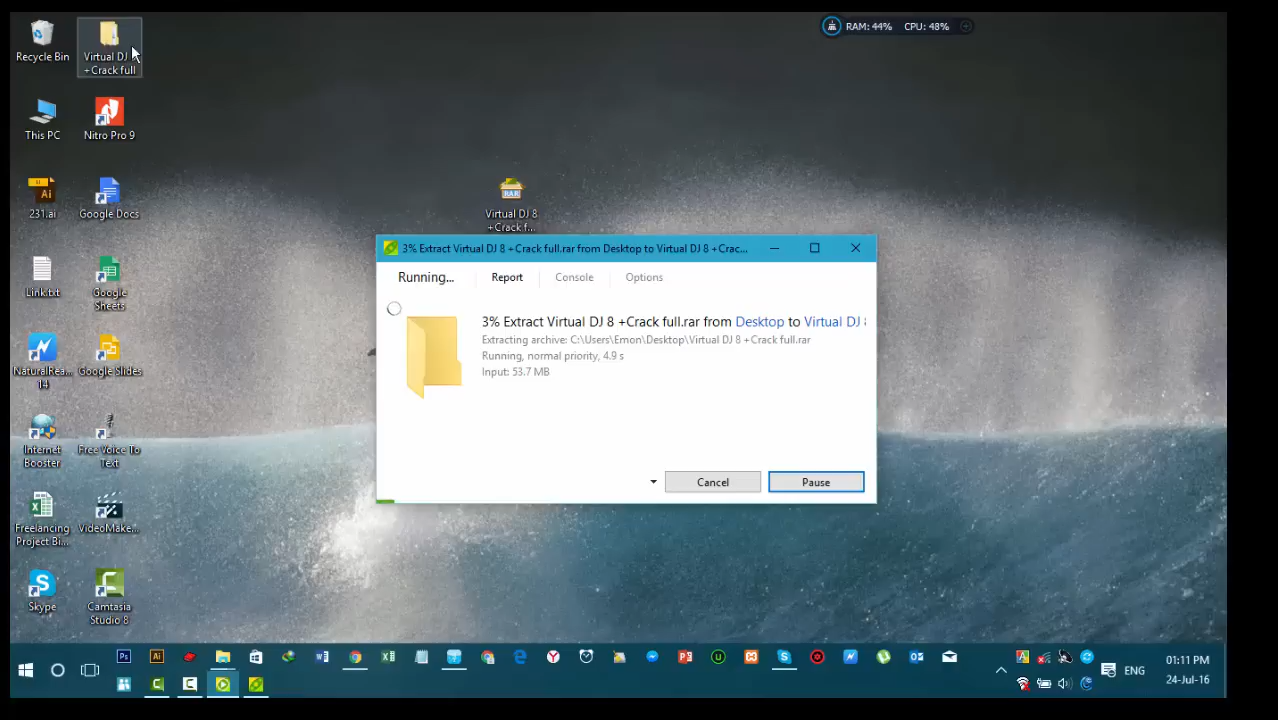 Recycle Bin
Virtual DJ
+Crack full
RAM: 44%
CPU: 48%
This PC
Nitro Pro 9
Ai
231.ai
Google Docs
RAR
Virtual DJ 8
+Crack f...
Link.txt
Google
Sheets
3% Extract Virtual DJ 8 +Crack full.rar from Desktop to Virtual DJ 8 +Crac...
Running...
Report
Console
Options
3% Extract Virtual DJ 8 +Crack full.rar from Desktop to Virtual DJ 8
Extracting archive: C:\Users\Emon\Desktop\Virtual DJ 8 +Crack full.rar
Running, normal priority, 4.9 s
Input: 53.7 MB
Cancel
Pause
NaturalRea...
14
Google Slides
Internet
Booster
Free Voice To
Text
Freelancing
Project Bi...
VideoMake...
Skype
Camtasia
Studio 8
Ps
Ai
ENG
01:11 PM
24-Jul-16